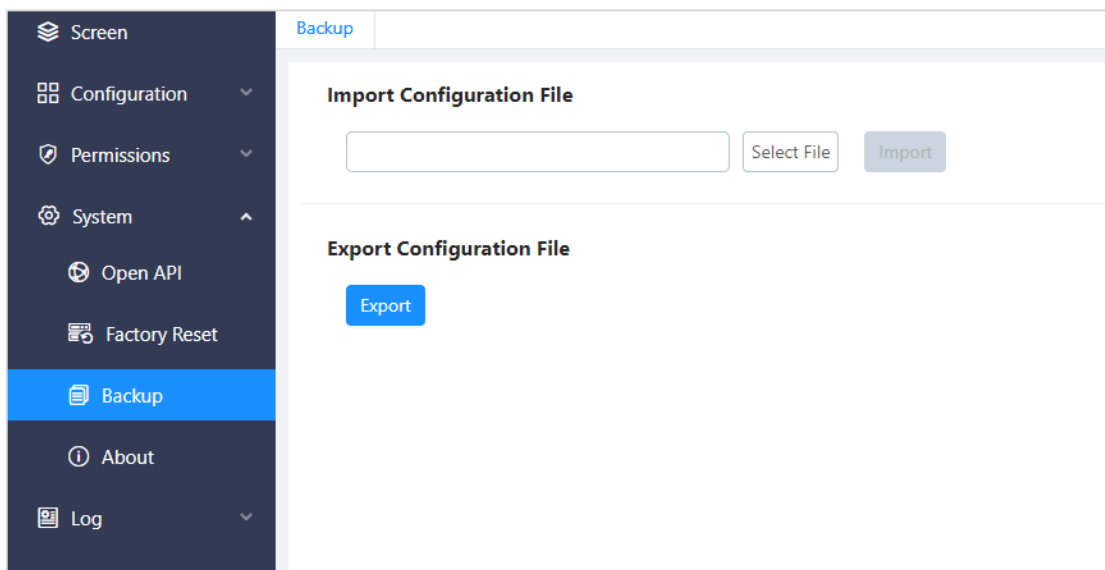 Screen
Configuration
Permissions
System
Open API
Factory Reset
Backup
About
Log
Backup
Import Configuration File
Select File
Import
Export Configuration File
Export